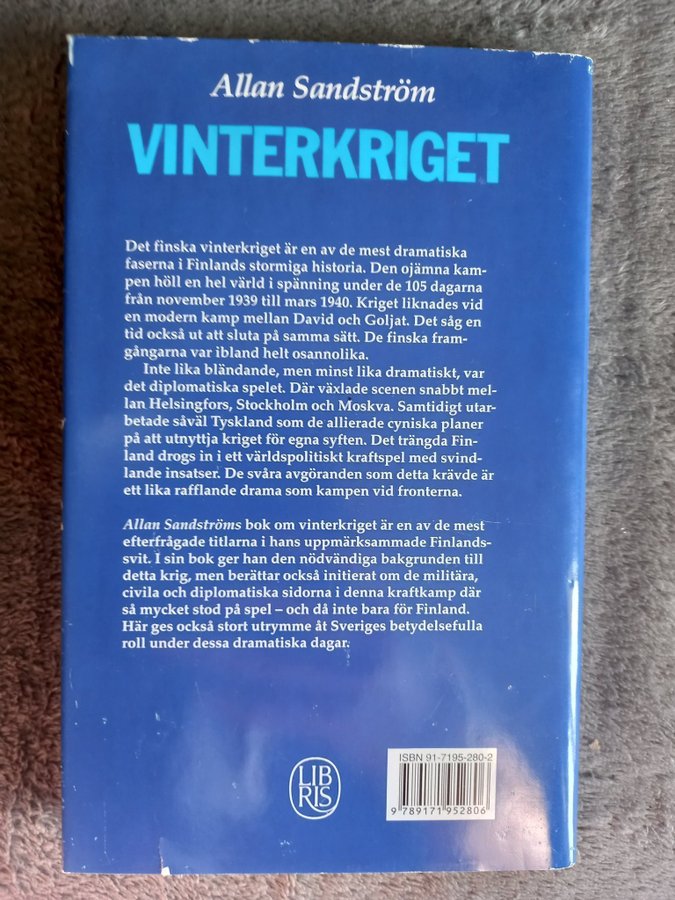 Allan Sandström
VINTERKRIGET
Det finska vinterkriget är en av de mest dramatiska
faserna i Finlands stormiga historia. Den ojämna kam-
pen höll en hel värld i spänning under de 105 dagarna
från november 1939 till mars 1940. Kriget liknades vid
en modern kamp mellan David och Goljat. Det såg en
tid också ut att sluta på samma sätt. De finska fram-
gångarna var ibland helt osannolika.
Inte lika bländande, men minst lika dramatiskt, var
det diplomatiska spelet. Där växlade scenen snabbt mel-
lan Helsingfors, Stockholm och Moskva. Samtidigt utar-
betade såväl Tyskland som de allierade cyniska planer
på att utnyttja kriget för egna syften. Det trängda Fin-
land drogs in i ett världspolitiskt kraftspel med svind-
lande insatser. De svåra avgöranden som detta krävde är
ett lika rafflande drama som kampen vid fronterna.
Allan Sandströms bok om vinterkriget är en av de mest
efterfrågade titlarna i hans uppmärksammade Finlands-
svit. I sin bok ger han den nödvändiga bakgrunden till
detta krig, men berättar också initierat om de militära,
civila och diplomatiska sidorna i denna kraftkamp där
så mycket stod på spel – och då inte bara för Finland.
Här ges också stort utrymme åt Sveriges betydelsefulla
roll under dessa dramatiska dagar.
LIB
RIS
ISBN 91-7195-280-2
9 789171 952806